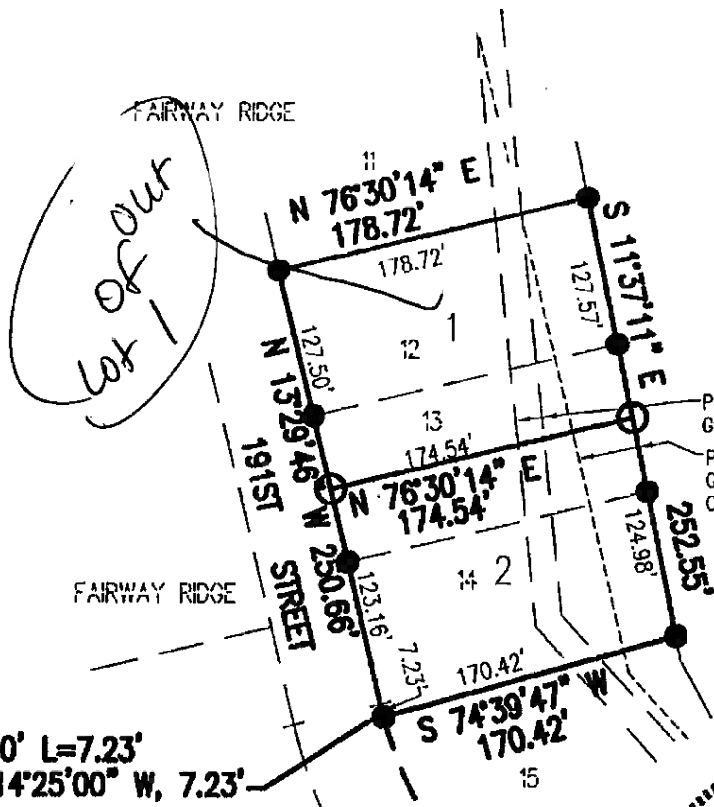 FAIRWAY RIDGE
out
of
Lot 1
11
N 76°30'14" E
178.72'
178.72'
S 11°37'11" E
127.57'
1
12
127.50'
N 13°29'46" W 250.66'
13
174.54'
N 76°30'14" E
174.54'
P
G
P
G
C
191ST
STREET
252.55'
124.98'
14
2
123.16'
FAIRWAY RIDGE
7.23'
170.42'
S 74°39'47" W
170.42'
0' L=7.23'
14°25'00" W, 7.23'
15